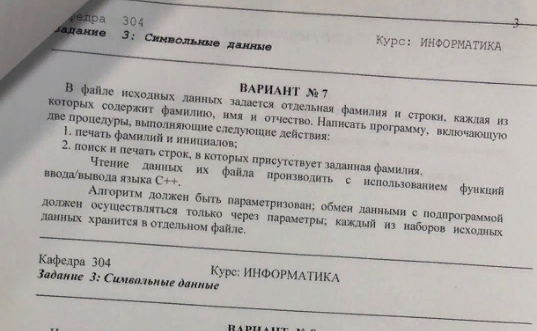 3
Кафедра 304
Задание 3: Символьные данные
Курс: ИНФОРМАТИКА
ВАРИАНТ № 7
В файле исходных данных задается отдельная фамилия и строки, каждая из
которых содержит фамилию, имя и отчество. Написать программу, включающую
две процедуры, выполняющие следующие действия:
1. печать фамилий и инициалов;
2. поиск и печать строк, в которых присутствует заданная фамилия.
Чтение данных их файла производить с использованием функций
ввода/вывода языка С++.
Алгоритм должен быть параметризован; обмен данными с подпрограммой
должен осуществляться только через параметры; каждый из наборов исходных
данных хранится в отдельном файле.
Кафедра 304
Курс: ИНФОРМАТИКА
Задание 3: Символьные данные
ВАРИАНТ №